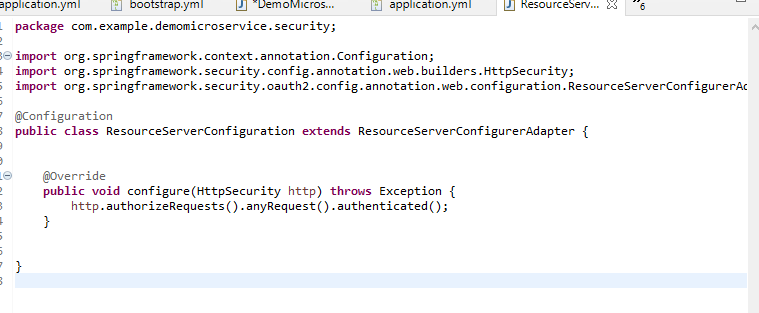 application.yml bootstrap.yml *DemoMicros... application.yml ResourceServ... 6
package com.example.demomicroservice.security;
import org.springframework.context.annotation.Configuration;
import org.springframework.security.config.annotation.web.builders.HttpSecurity;
import org.springframework.security.oauth2.config.annotation.web.configuration.ResourceServerConfigurerAd
@Configuration
public class ResourceServerConfiguration extends ResourceServerConfigurerAdapter {
@Override
public void configure(HttpSecurity http) throws Exception {
http.authorizeRequests().anyRequest().authenticated();
}
}